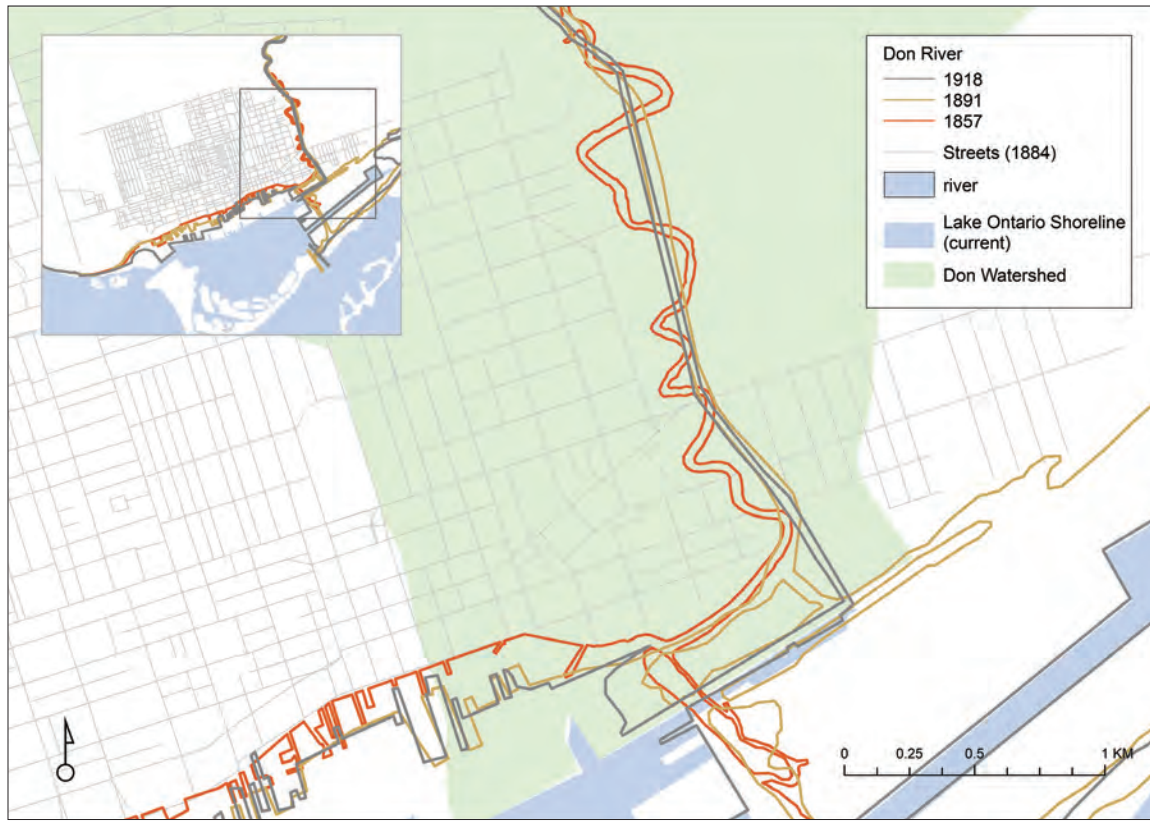 Don River
1918
1891
1857
Streets (1884)
river
Lake Ontario Shoreline
(current)
Don Watershed
0 0.25 0.5 1 KM